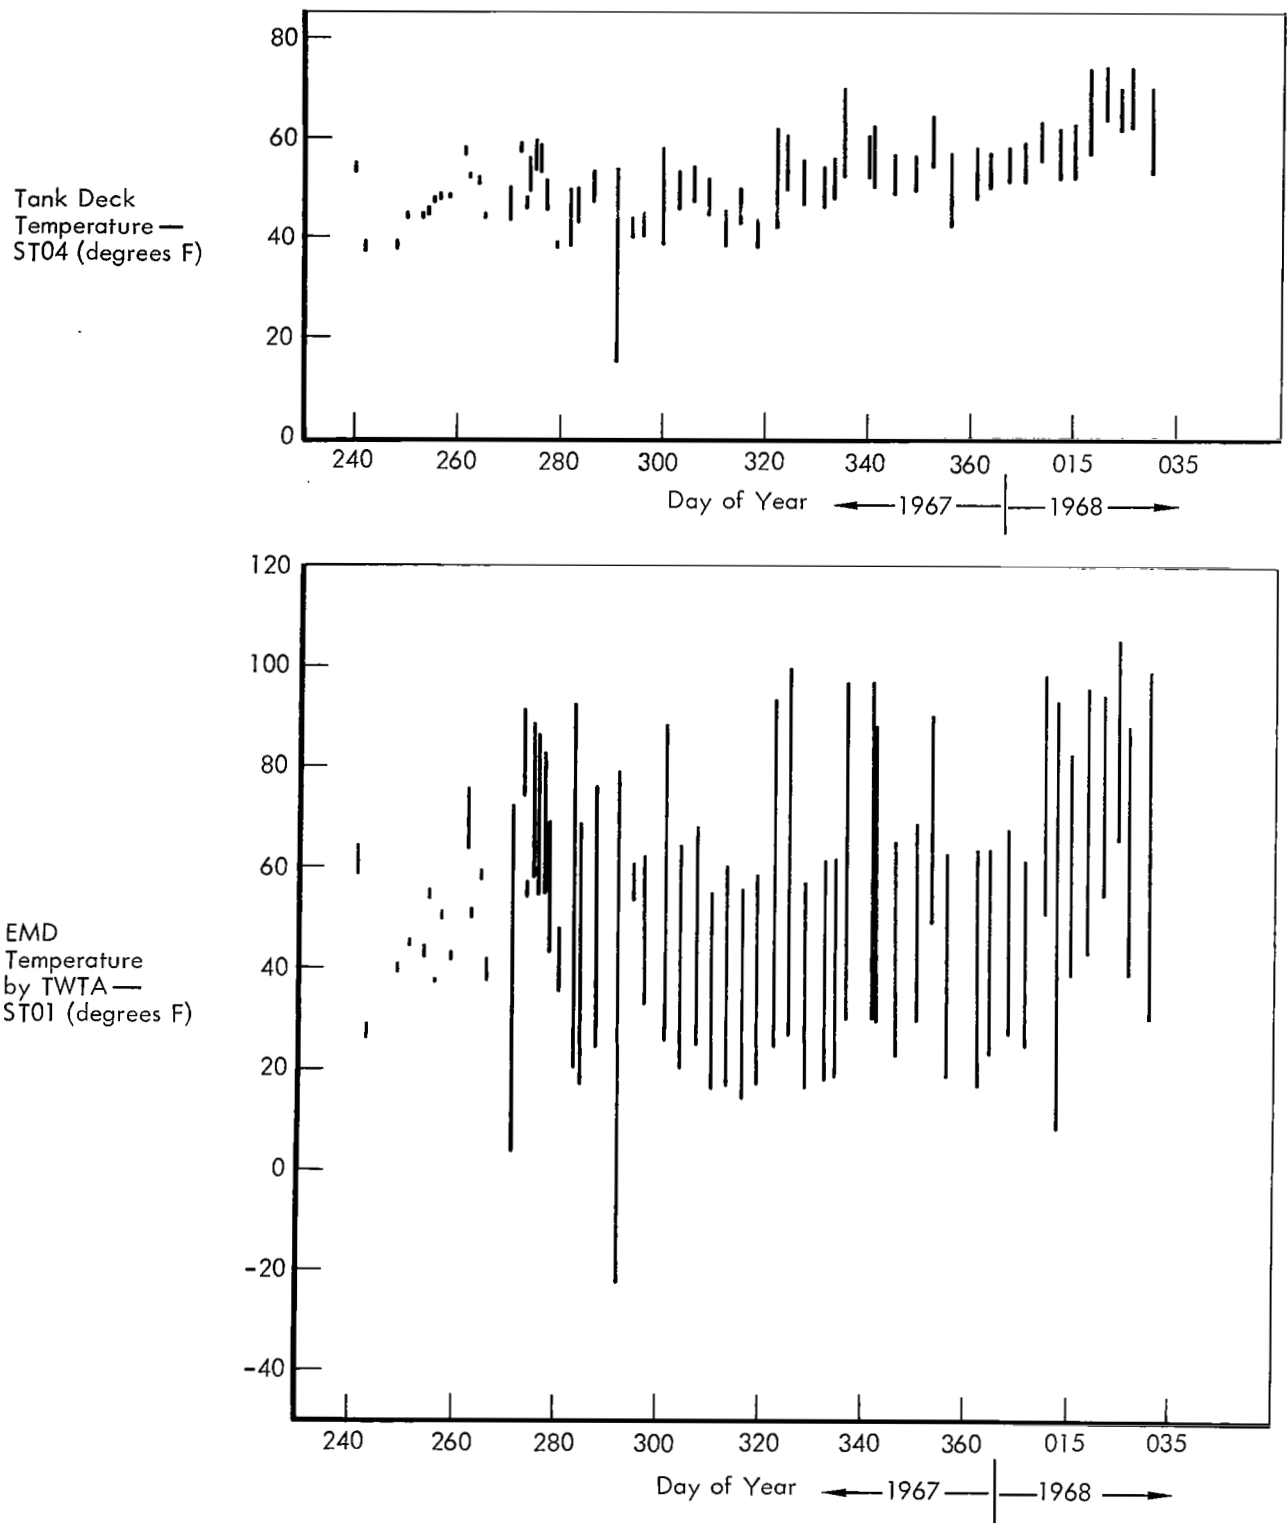 80
60
Tank Deck
Temperature —
ST04 (degrees F)
40
20
0
240 260 280 300 320 340 360 015 035
Day of Year 1967 1968
120
100
80
60
EMD
Temperature
by TWTA —
ST01 (degrees F)
40
20
0
-20
-40
240 260 280 300 320 340 360 015 035
Day of Year 1967 1968